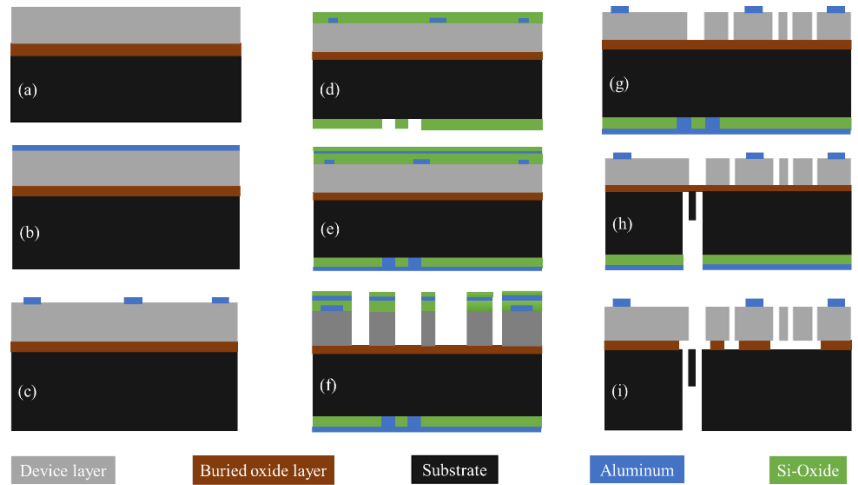 (a)
(b)
(c)
(d)
(e)
(f)
(g)
(h)
(i)
Device layer Buried oxide layer Substrate Aluminum Si-Oxide